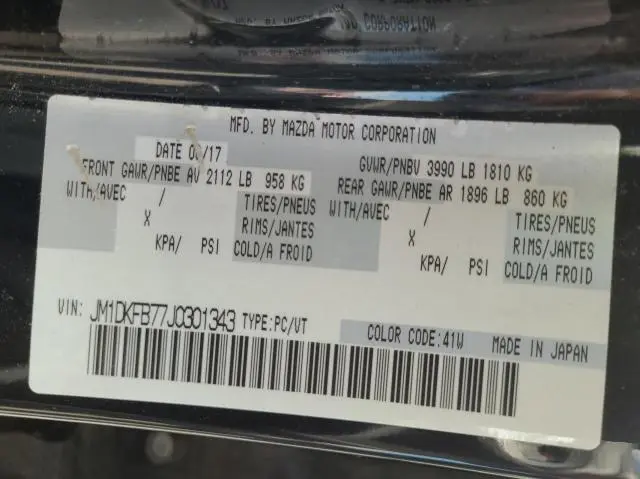 MFD. BY MAZDA MOTOR CORPORATION
DATE 17 GVWR/PNBV 3990 LB 1810 KG
FRONT GAWR/PNBE AV 2112 LB 958 KG REAR GAWR/PNBE AR 1896 LB 860 KG
WITH/AVEC / TIRES/PNEUS WITH/AVEC / TIRES/PNEUS
X RIMS/JANTES X RIMS/JANTES
KPA/ PSI COLD/A FROID KPA/ PSI COLD/A FROID
VIN: JM1DKFB77J0301343 TYPE:PC/VT COLOR CODE:41W MADE IN JAPAN